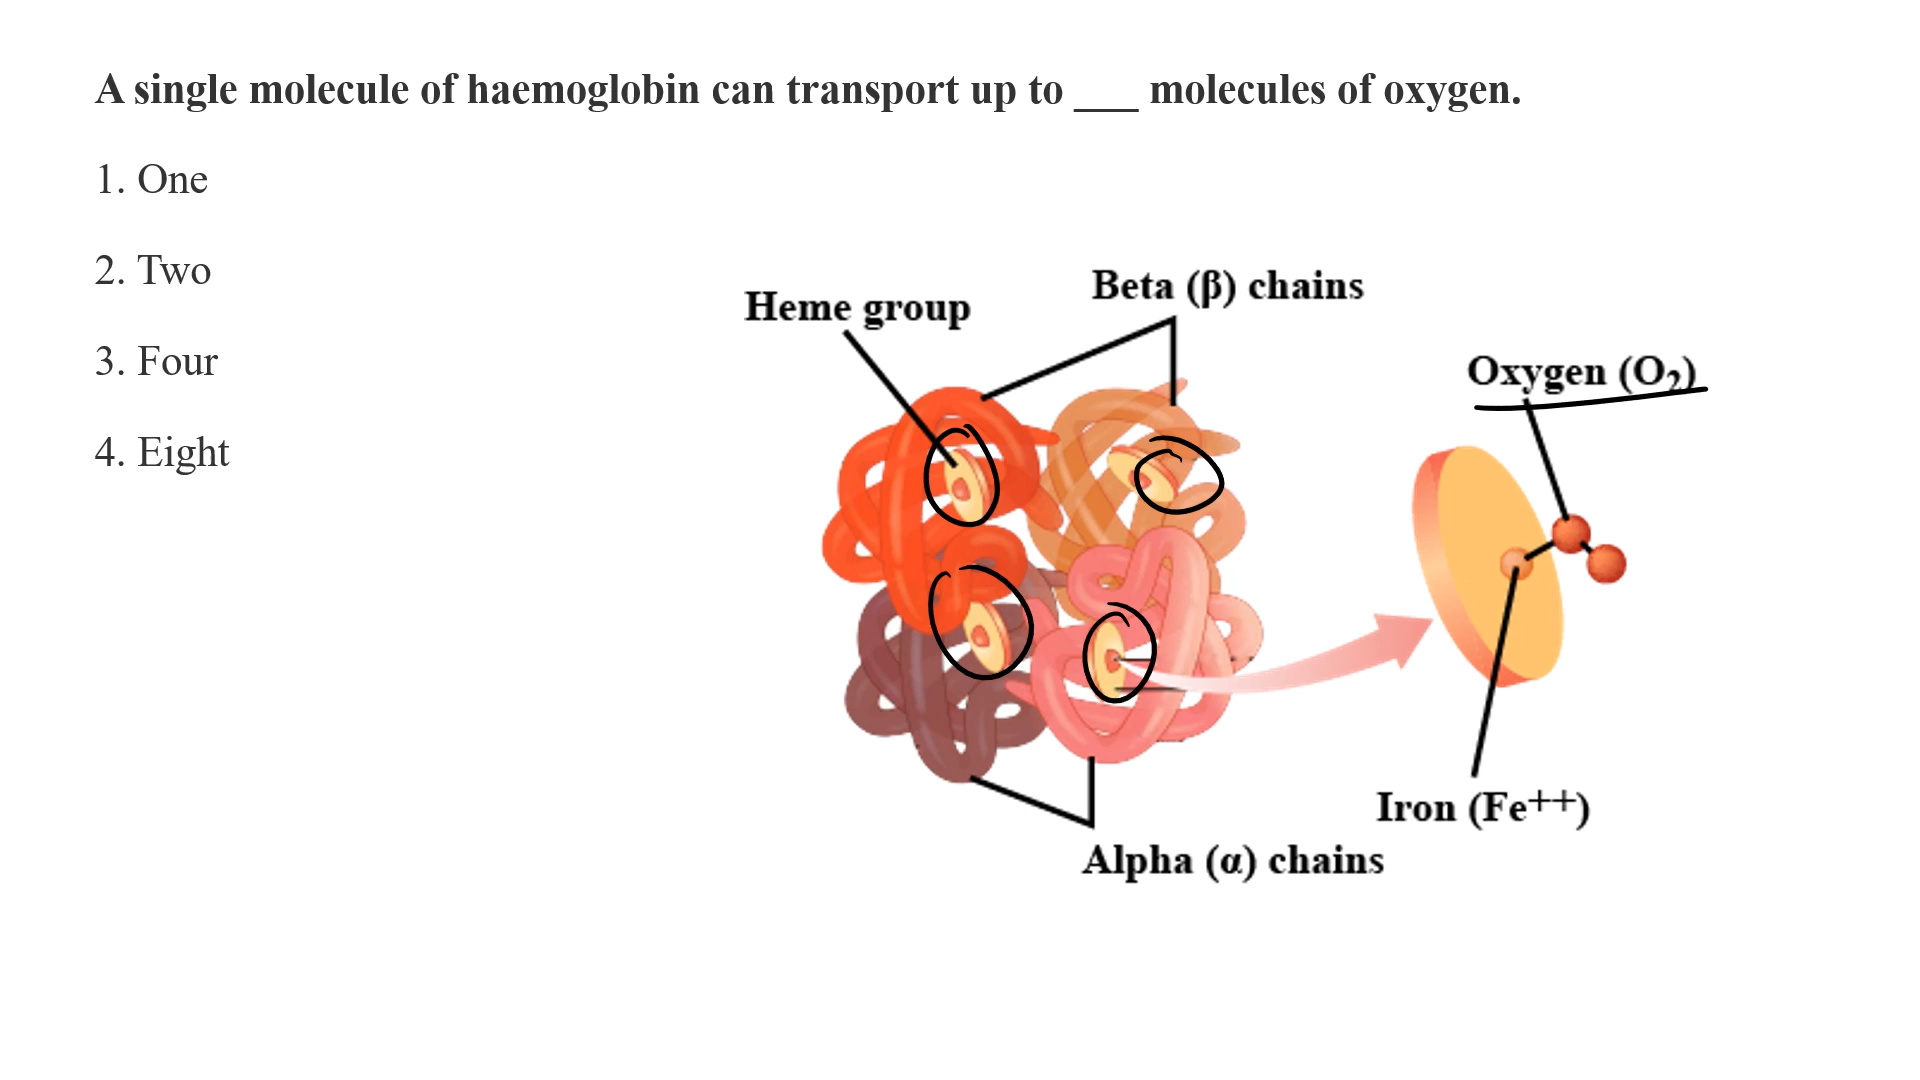 A single molecule of haemoglobin can transport up to ___ molecules of oxygen.
1. One
2. Two
3. Four
4. Eight
Heme group
Beta (β) chains
Oxygen (O₂)
Iron (Fe⁺⁺)
Alpha (α) chains